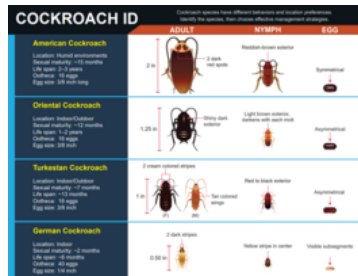 COCKROACH ID
Cockroach species have different behaviors and location preferences.
Identify the species, then choose effective management strategies.
ADULT
NYMPH
EGG
American Cockroach
Location: Humid environments
Sexual maturity: ~15 months
Life span: 2–3 years
Ootheca: 16 eggs
Egg size: 3/8 inch long
2 in
2 dark
red spots
Reddish-brown exterior
Symmetrical
Oriental Cockroach
Location: Indoor/Outdoor
Sexual maturity: ~12 months
Life span: 1–2 years
Ootheca: 16 eggs
Egg size: 3/8 inch
1.25 in
Shiny dark
exterior
Light brown exterior,
darkens with each molt
Asymmetrical
Turkestan Cockroach
Location: Indoor/Outdoor
Sexual maturity: ~7 months
Life span: ~13 months
Ootheca: 16 eggs
Egg size: 3/8 inch
2 cream colored stripes
1 in
Tan colored
wings
(F)
(M)
Red to black exterior
Asymmetrical
German Cockroach
Location: Indoor
Sexual maturity: ~2 months
Life span: ~6 months
Ootheca: 40 eggs
Egg size: 1/4 inch
2 dark stripes
0.50 in
Yellow stripe in center
Visible subsegments